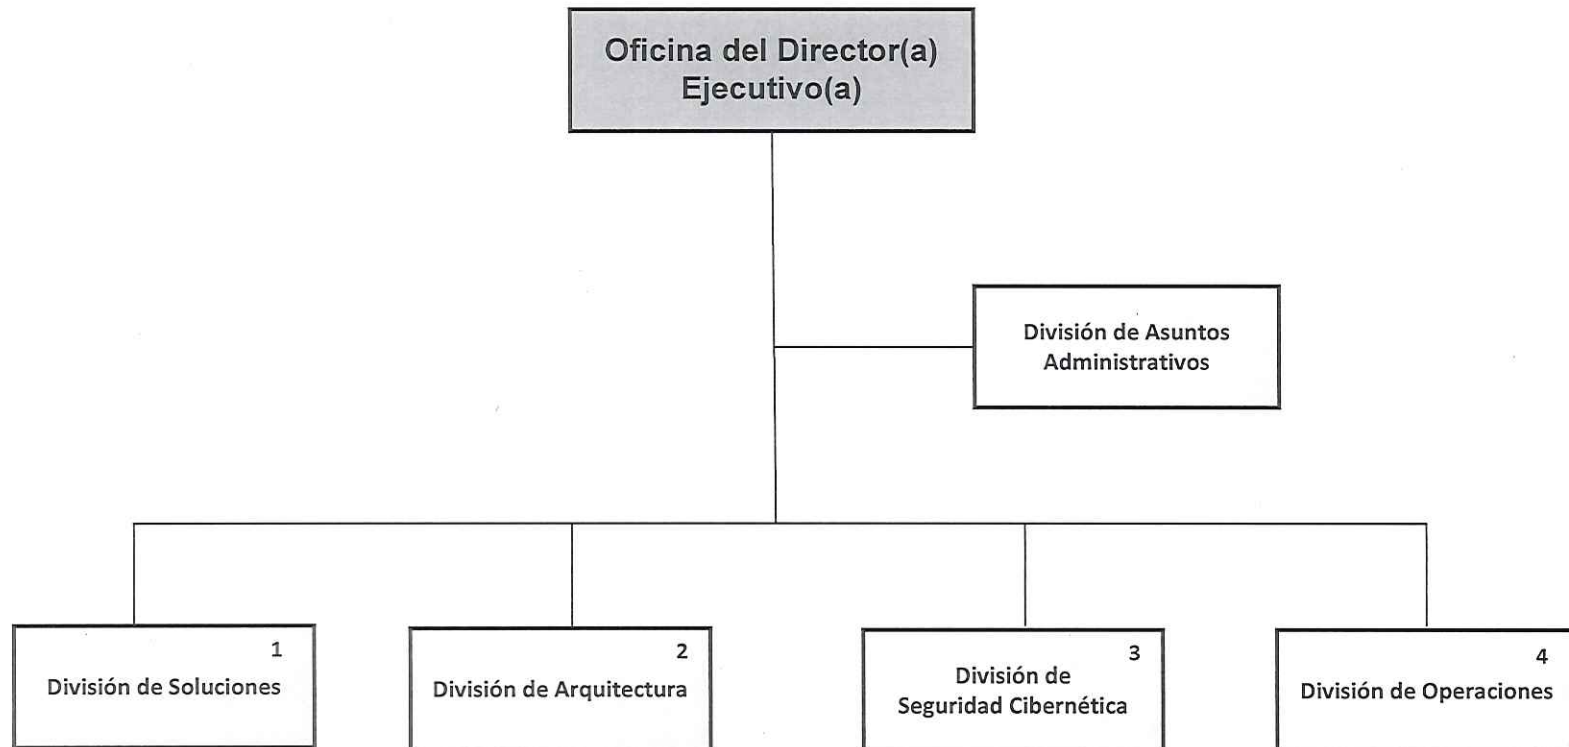 Oficina del Director(a)
Ejecutivo(a)
División de Asuntos
Administrativos
1
División de Soluciones
2
División de Arquitectura
3
División de
Seguridad Cibernética
4
División de Operaciones